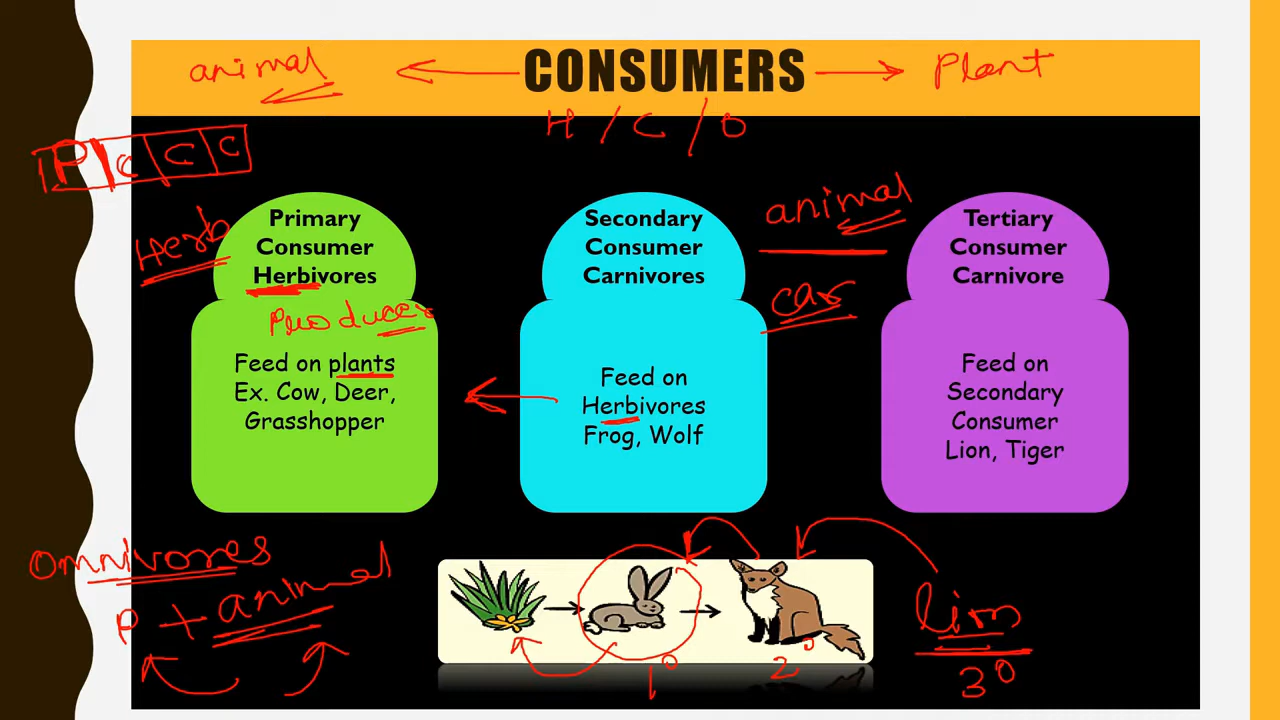 animal ← CONSUMERS → Plant
H / C / O
P C C C
Herb
Primary
Consumer
Herbivores
Producer
Feed on plants
Ex. Cow, Deer,
Grasshopper
Secondary
Consumer
Carnivores
animal
car
Feed on
Herbivores
Frog, Wolf
Tertiary
Consumer
Carnivore
Feed on
Secondary
Consumer
Lion, Tiger
Omnivores
P + animal
lion
1° 2° 3°